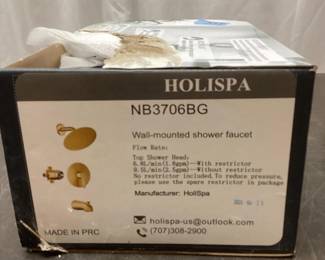 HOLISPA
NB3706BG
Wall-mounted shower faucet
Flow Rate:
Top Shower Head:
6.8L/min(1.8gpm)--With restrictor
9.5L/min(2.5gpm)--Without restrictor
No restrictor included.To reduce pressure,
please use the spare restrictor in package
Manufacturer: HoliSpa
holispa-us@outlook.com
MADE IN PRC
(707)308-2900